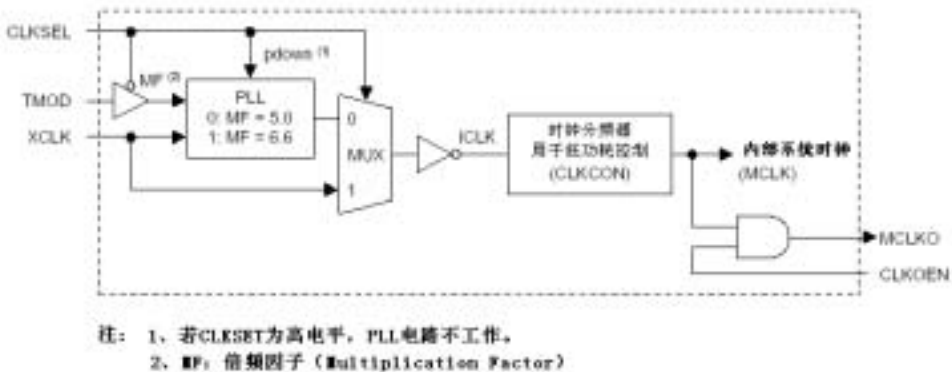 CLKSEL
pdown (1)
MF (2)
TMOD
PLL
0: MF = 5.0
1: MF = 6.6
XCLK
0
MUX
1
ICLK
时钟分频器
用于低功耗控制
(CLKCON)
内部系统时钟
(MCLK)
MCLKO
CLKOEN
注： 1、若CLKSET为高电平，PLL电路不工作。
2、MF：倍频因子（Multiplication Factor）